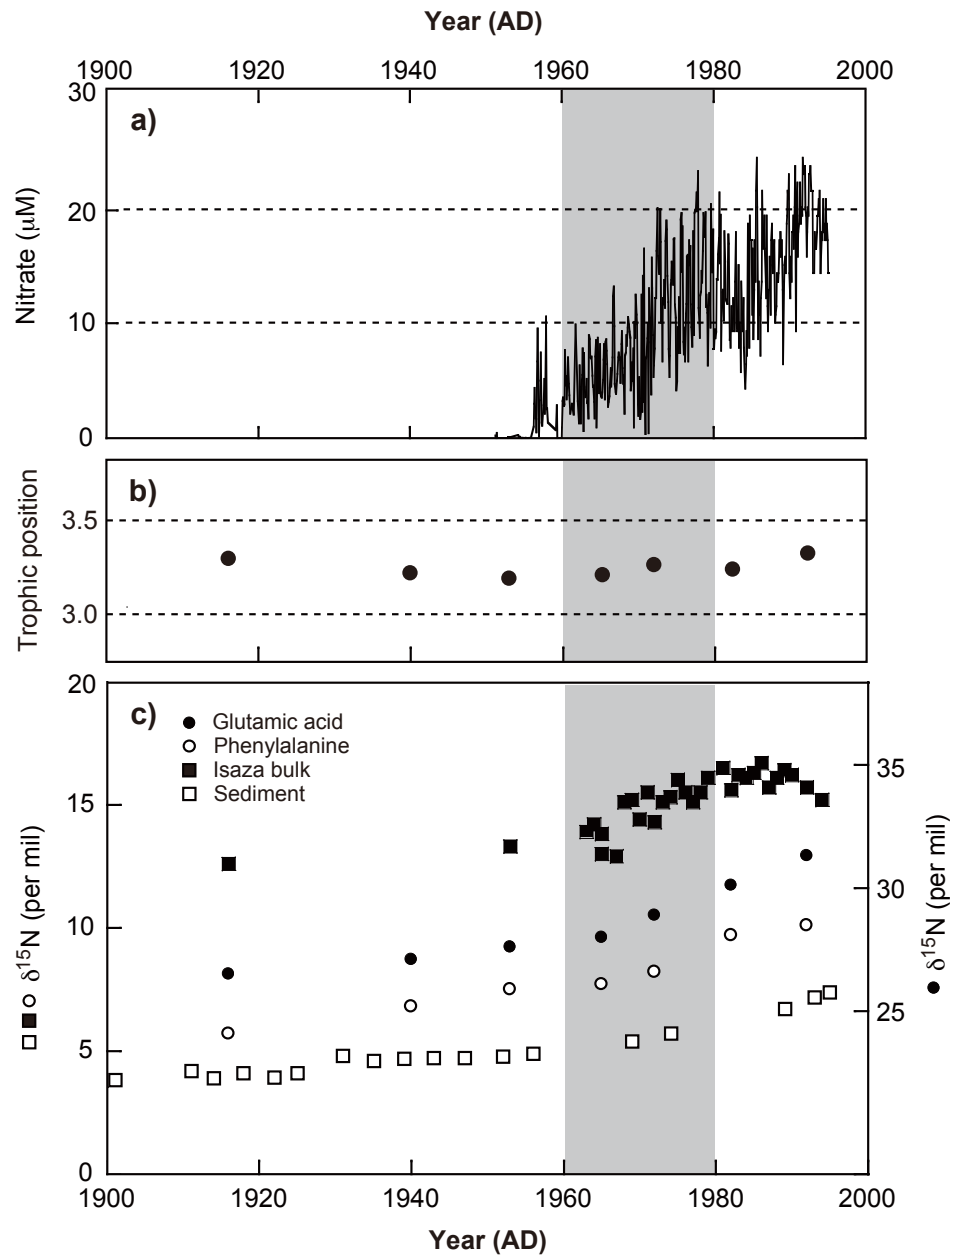 Year (AD)
1900 1920 1940 1960 1980 2000
a)
30
20
10
0
Nitrate (μM)
b)
3.5
3.0
Trophic position
c)
Glutamic acid
Phenylalanine
Isaza bulk
Sediment
20
15
10
5
0
δ15N (per mil)
35
30
25
δ15N (per mil)
1900 1920 1940 1960 1980 2000
Year (AD)